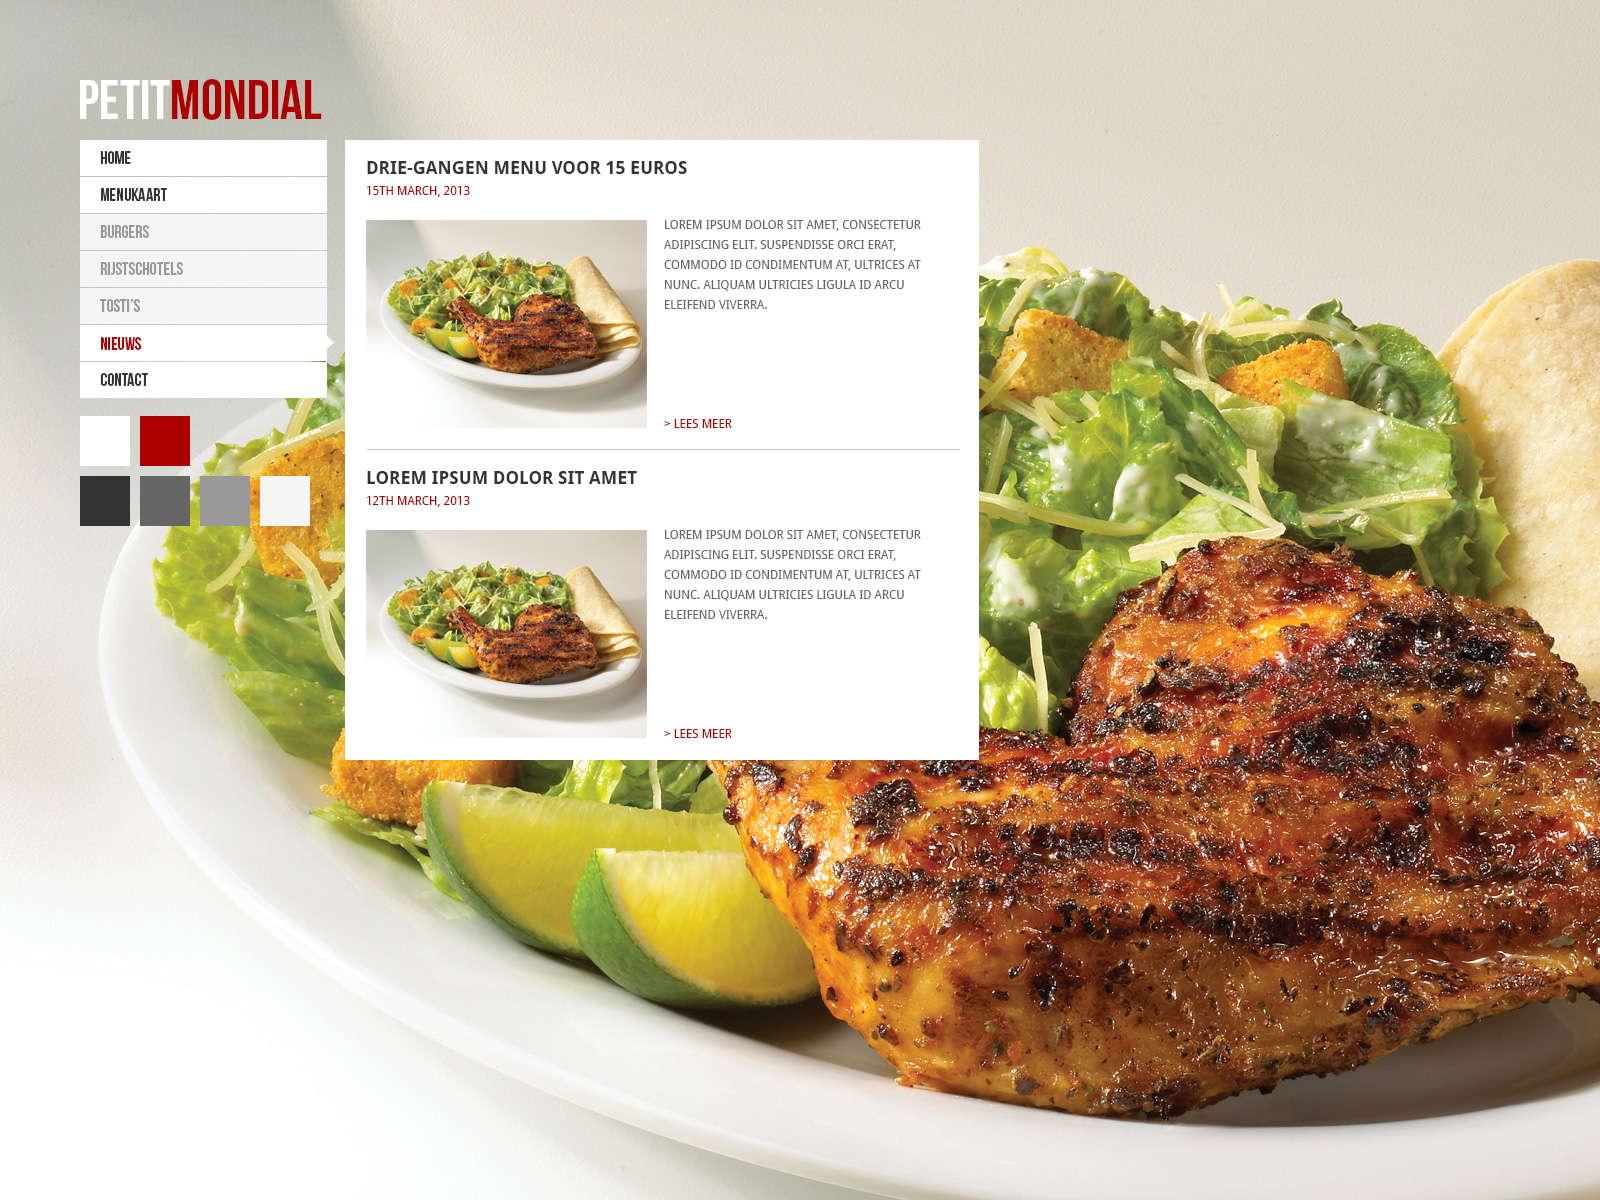 PETITMONDIAL
HOME
MENUKAART
BURGERS
RIJSTSCHOTELS
TOSTI'S
NIEUWS
CONTACT
DRIE-GANGEN MENU VOOR 15 EUROS
15TH MARCH, 2013
LOREM IPSUM DOLOR SIT AMET, CONSECTETUR
ADIPISCING ELIT. SUSPENDISSE ORCI ERAT,
COMMODO ID CONDIMENTUM AT, ULTRICES AT
NUNC. ALIQUAM ULTRICIES LIGULA ID ARCU
ELEIFEND VIVERRA.
> LEES MEER
LOREM IPSUM DOLOR SIT AMET
12TH MARCH, 2013
LOREM IPSUM DOLOR SIT AMET, CONSECTETUR
ADIPISCING ELIT. SUSPENDISSE ORCI ERAT,
COMMODO ID CONDIMENTUM AT, ULTRICES AT
NUNC. ALIQUAM ULTRICIES LIGULA ID ARCU
ELEIFEND VIVERRA.
> LEES MEER